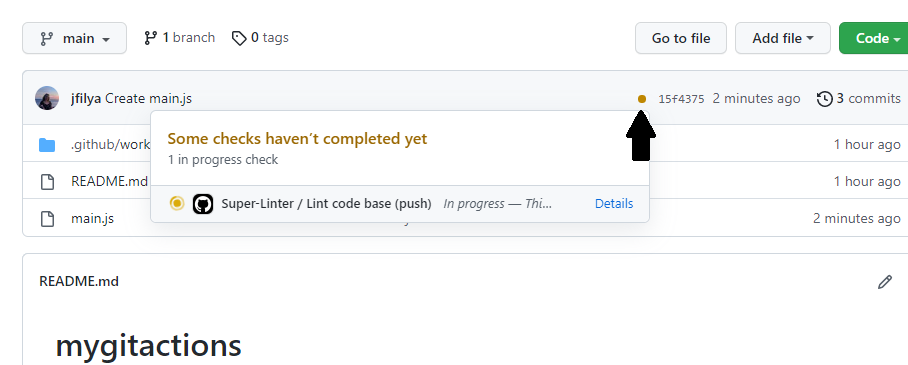 main 1 branch 0 tags Go to file Add file Code
jfilya Create main.js 15f4375 2 minutes ago 3 commits
Some checks haven't completed yet
.github/work 1 hour ago
1 in progress check
README.md 1 hour ago
Super-Linter / Lint code base (push) In progress — Thi... Details
main.js 2 minutes ago
README.md
mygitactions